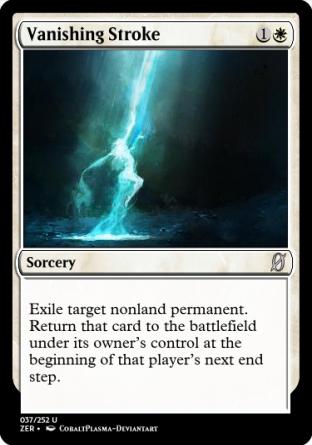 Vanishing Stroke 1
Sorcery
Exile target nonland permanent.
Return that card to the battlefield
under its owner's control at the
beginning of that player's next end
step.
037/252 U
ZER • CobaltPlasma-Deviantart